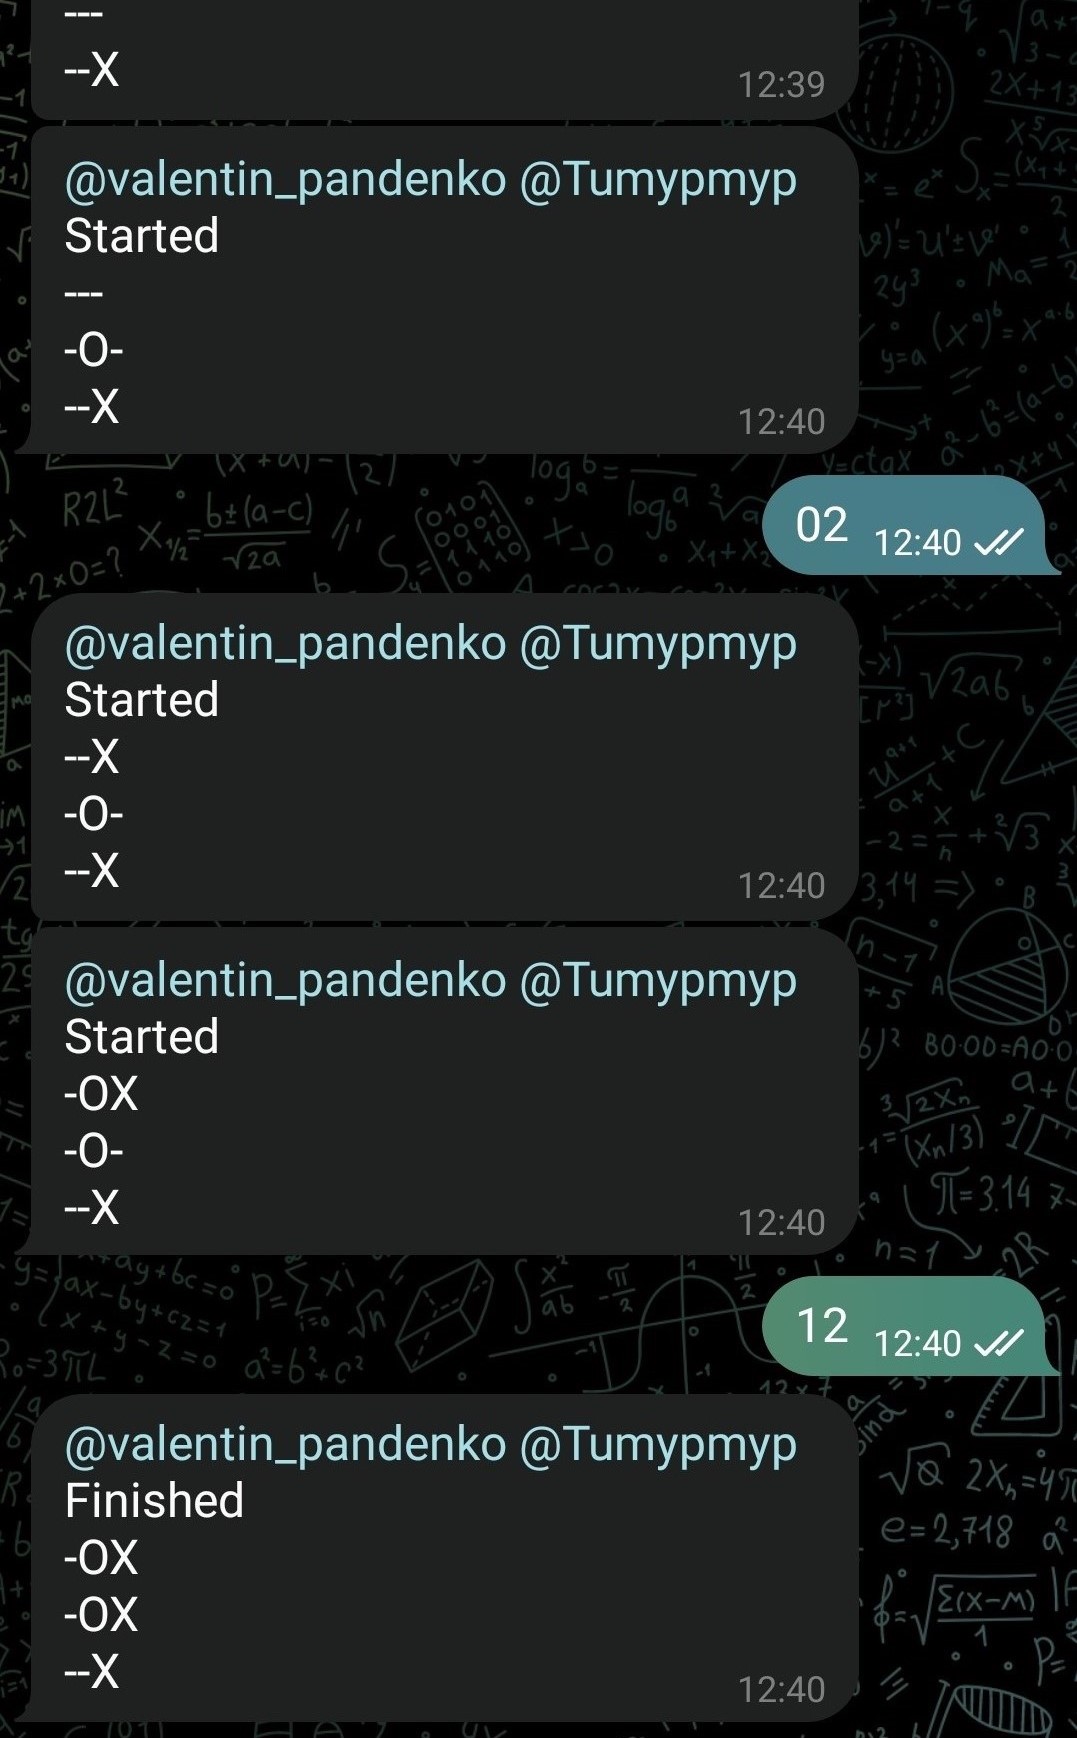 ---
--X
12:39
@valentin_pandenko @Tumypmyp
Started
---
-O-
--X
12:40
02 12:40
@valentin_pandenko @Tumypmyp
Started
--X
-O-
--X
12:40
@valentin_pandenko @Tumypmyp
Started
-OX
-O-
--X
12:40
12 12:40
@valentin_pandenko @Tumypmyp
Finished
-OX
-OX
--X
12:40